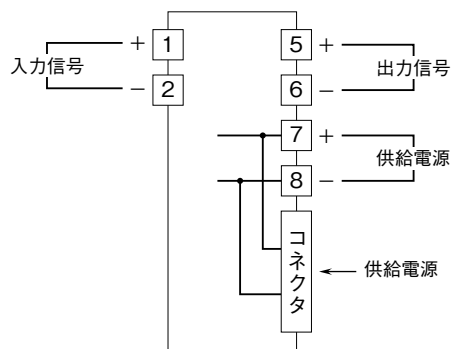 + 1
入力信号
− 2
5 +
出力信号
6 −
7 +
供給電源
8 −
コネクタ
供給電源